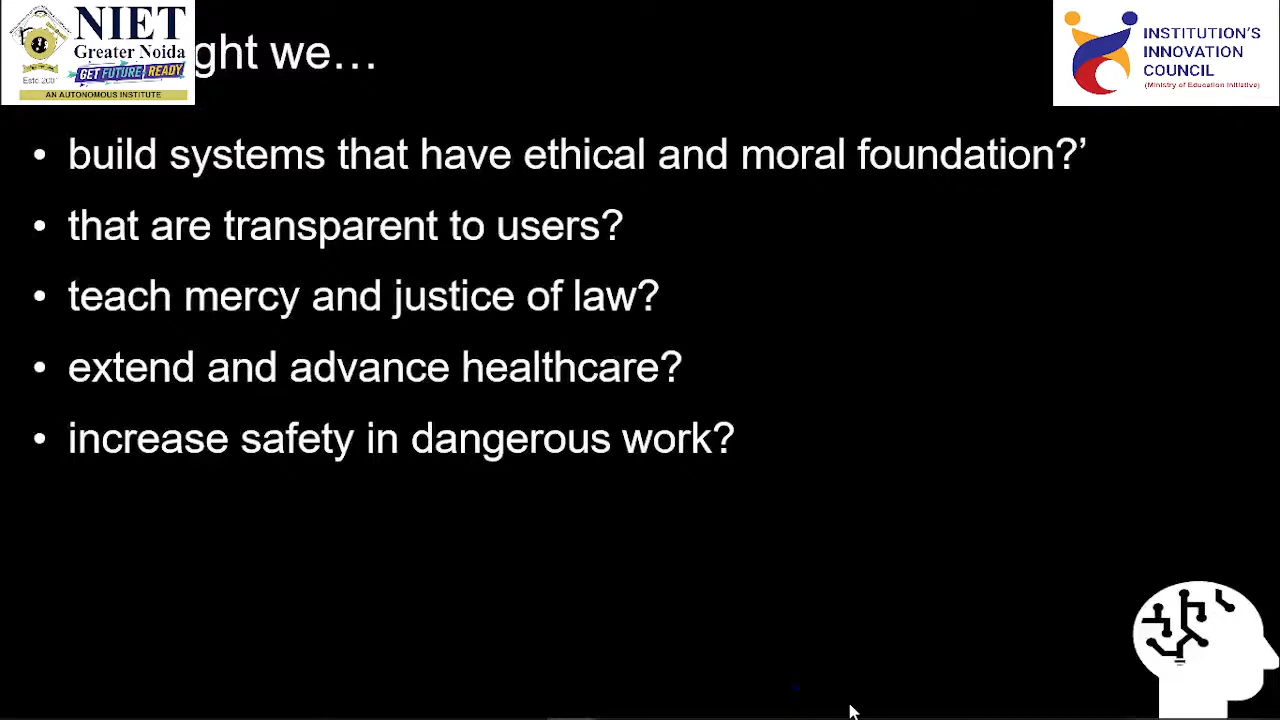 NIET
Greater Noida
GET FUTURE READY
AN AUTONOMOUS INSTITUTE
ght we…
INSTITUTION'S
INNOVATION
COUNCIL
(Ministry of Education Initiative)
• build systems that have ethical and moral foundation?’
• that are transparent to users?
• teach mercy and justice of law?
• extend and advance healthcare?
• increase safety in dangerous work?